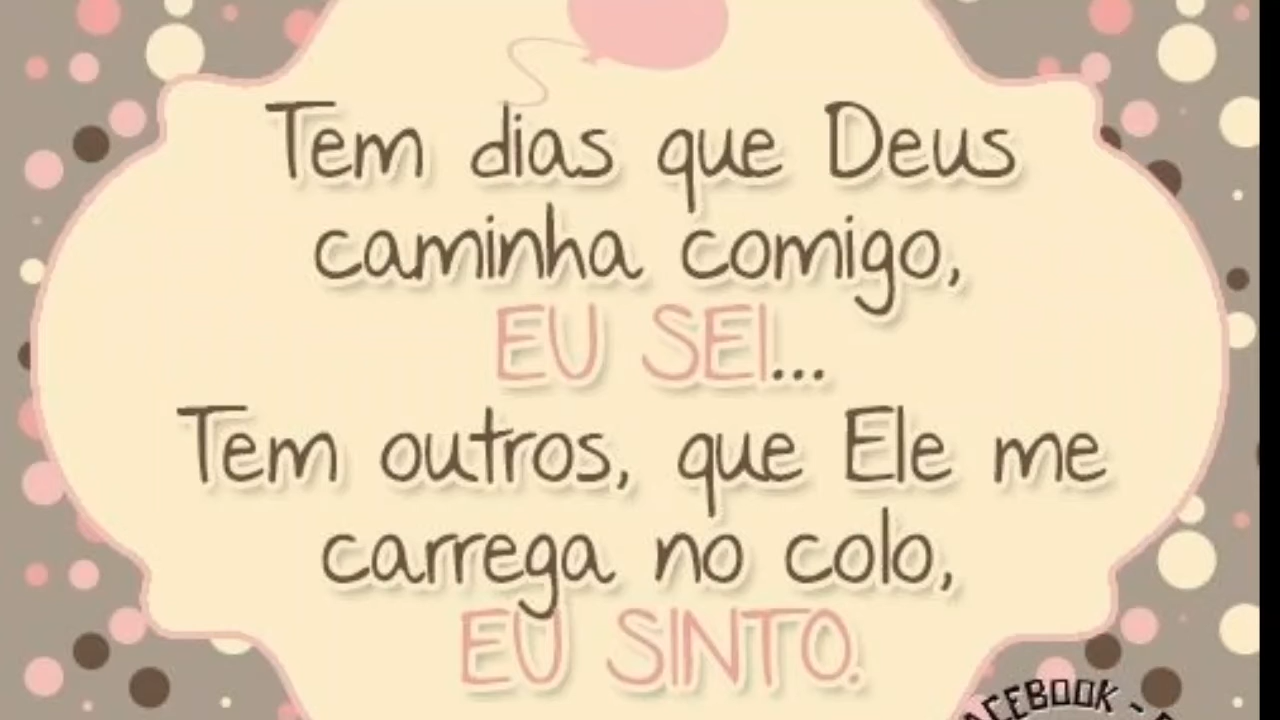 Tem dias que Deus
caminha comigo,
EU SEI...
Tem outros, que Ele me
carrega no colo,
EU SINTO.